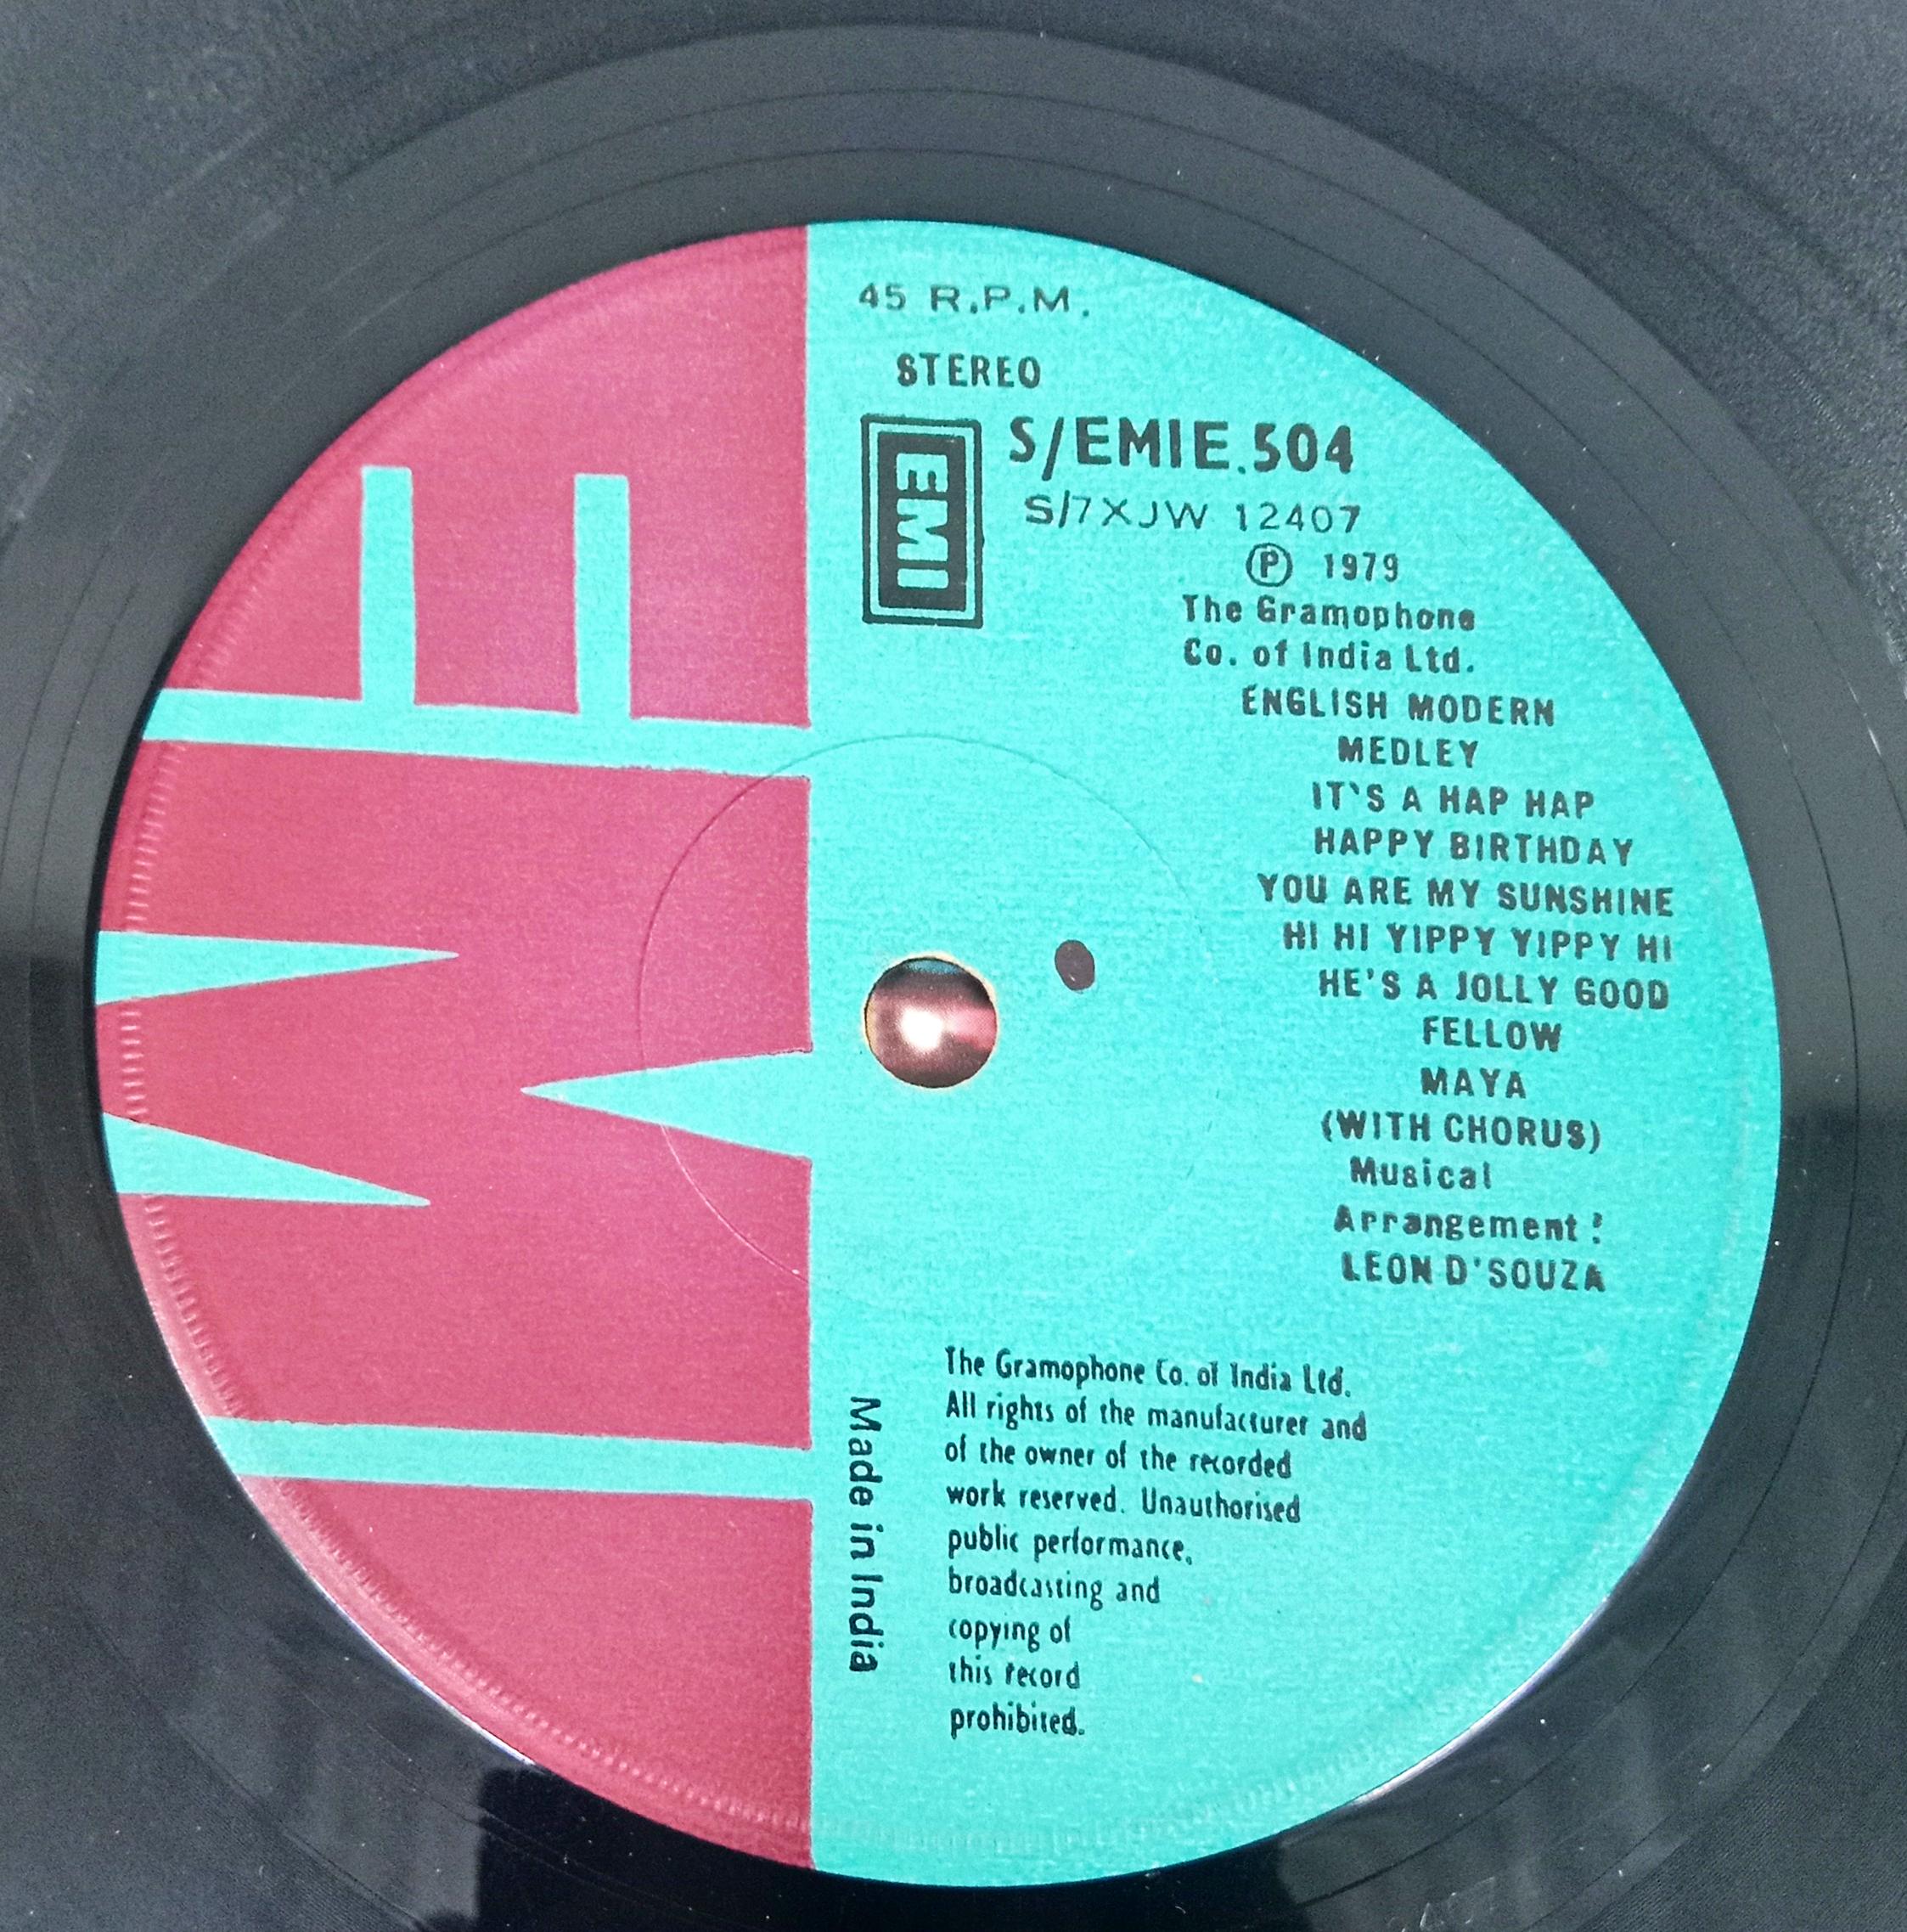 45 R.P.M.
STEREO
EMI
S/EMIE.504
S/7XJW 12407
Ⓟ 1979
The Gramophone
Co. of India Ltd.
ENGLISH MODERN
MEDLEY
IT'S A HAP HAP
HAPPY BIRTHDAY
YOU ARE MY SUNSHINE
HI HI YIPPY YIPPY HI
HE'S A JOLLY GOOD
FELLOW
MAYA
(WITH CHORUS)
Musical
Arrangement :
LEON D'SOUZA
The Gramophone Co. of India Ltd.
All rights of the manufacturer and
of the owner of the recorded
work reserved. Unauthorised
public performance,
broadcasting and
copying of
this record
prohibited.
Made in India
EMI